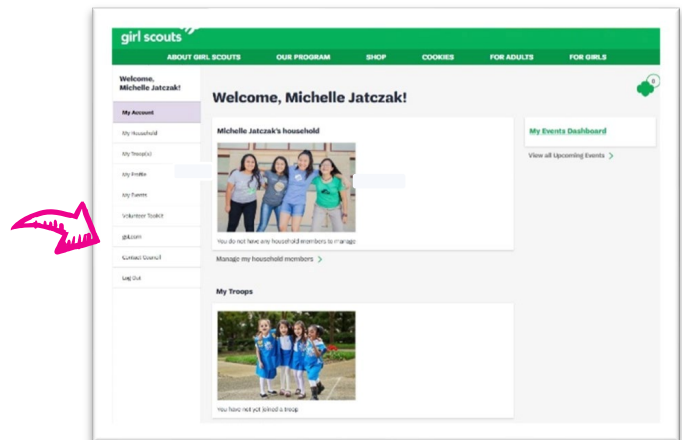 girl scouts
ABOUT GIRL SCOUTS OUR PROGRAM SHOP COOKIES FOR ADULTS FOR GIRLS
Welcome,
Michelle Jatczak!
0
Welcome, Michelle Jatczak!
My Account
My Household
My Troop(s)
My Profile
My Events
Volunteer Toolkit
gsLearn
Contact Council
Log Out
Michelle Jatczak's household
You do not have any household members to manage
Manage my household members >
My Troops
You have not yet joined a troop
My Events Dashboard
View all Upcoming Events >